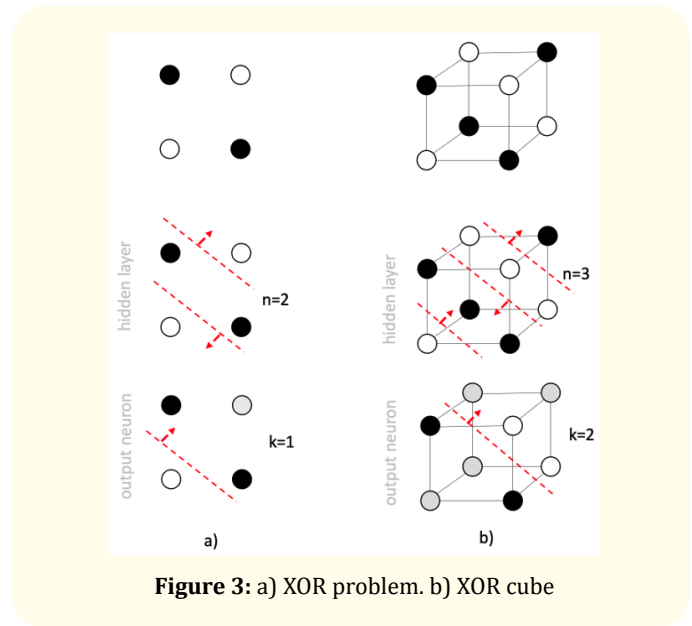 hidden layer
n=2
hidden layer
n=3
output neuron
k=1
output neuron
k=2
a)
b)
Figure 3: a) XOR problem. b) XOR cube